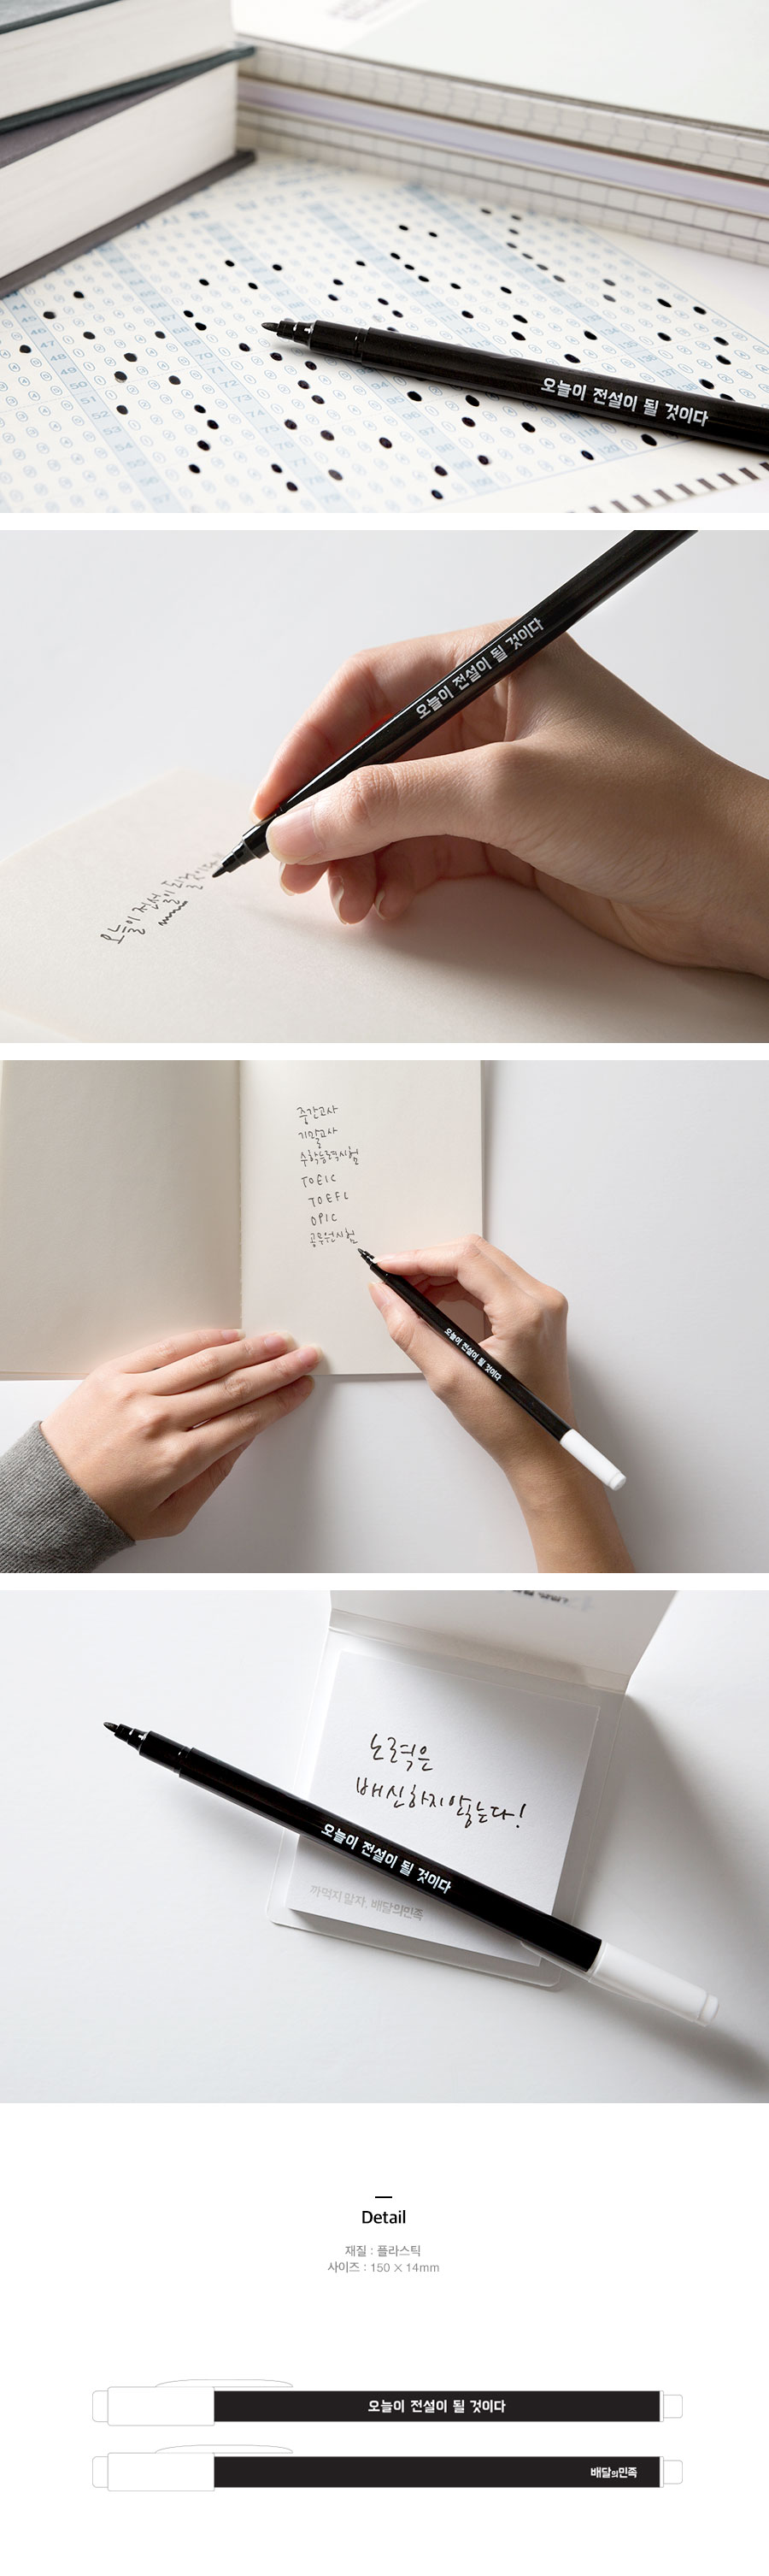 오늘이 전설이 될 것이다
오늘이 전설이 될 것이다
오늘이 전설이 될 것이다
중간고사
기말고사
수학능력시험
TOEIC
TOEFL
OPIC
공무원시험
오늘이 전설이 될 것이다
노력은
배신하지 않는다!
오늘이 전설이 될 것이다
까먹지 말자, 배달의민족
Detail
재질 : 플라스틱
사이즈 : 150 × 14mm
오늘이 전설이 될 것이다
배달의민족